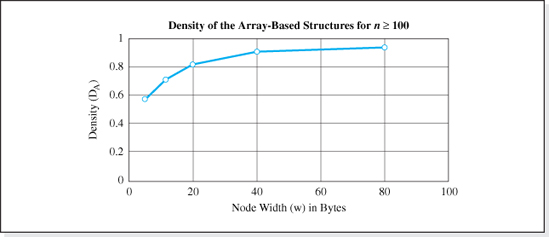 Density of the Array-Based Structures for n ≥ 100
1
0.8
0.6
0.4
0.2
0
Density (D_A)
0 20 40 60 80 100
Node Width (w) in Bytes